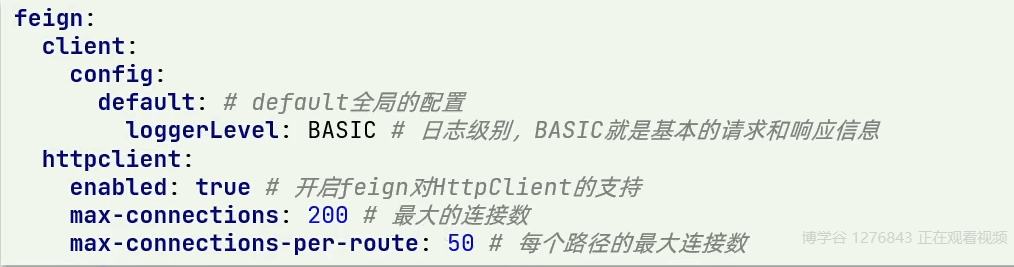 feign:
  client:
    config:
      default: # default全局的配置
        loggerLevel: BASIC # 日志级别，BASIC就是基本的请求和响应信息
  httpclient:
    enabled: true # 开启feign对HttpClient的支持
    max-connections: 200 # 最大的连接数
    max-connections-per-route: 50 # 每个路径的最大连接数
博学谷 1276843 正在观看视频